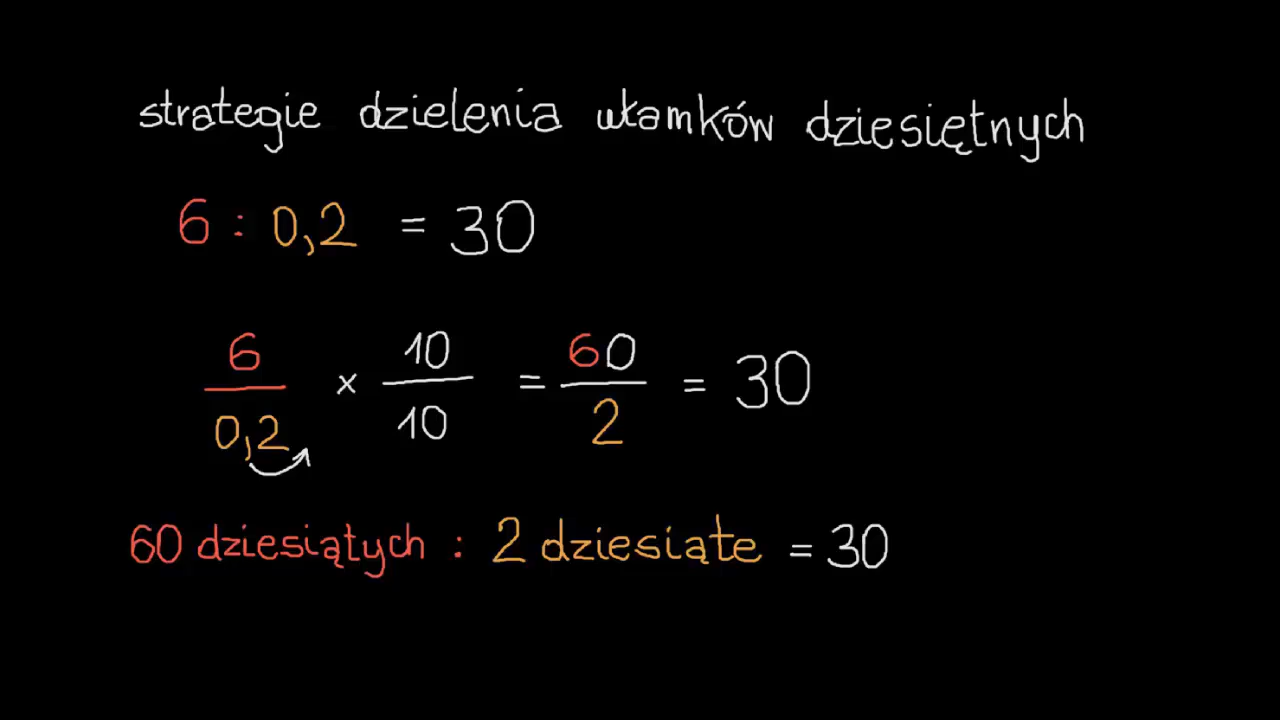 strategie dzielenia ułamków dziesiętnych
6 : 0,2 = 30
6/0,2 × 10/10 = 60/2 = 30
60 dziesiątych : 2 dziesiąte = 30